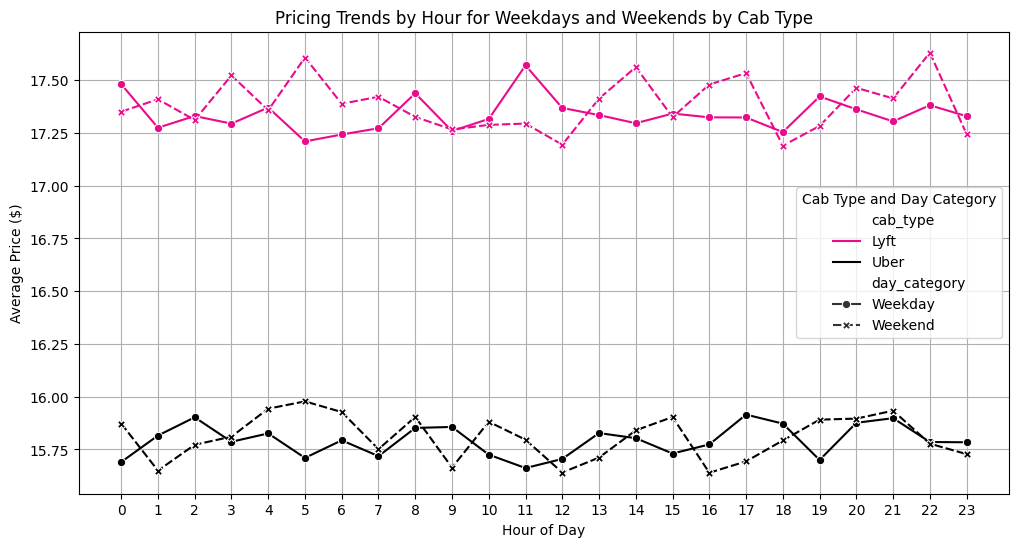 Pricing Trends by Hour for Weekdays and Weekends by Cab Type
Average Price ($)
17.50
17.25
17.00
16.75
16.50
16.25
16.00
15.75
Cab Type and Day Category
cab_type
Lyft
Uber
day_category
Weekday
Weekend
0 1 2 3 4 5 6 7 8 9 10 11 12 13 14 15 16 17 18 19 20 21 22 23
Hour of Day